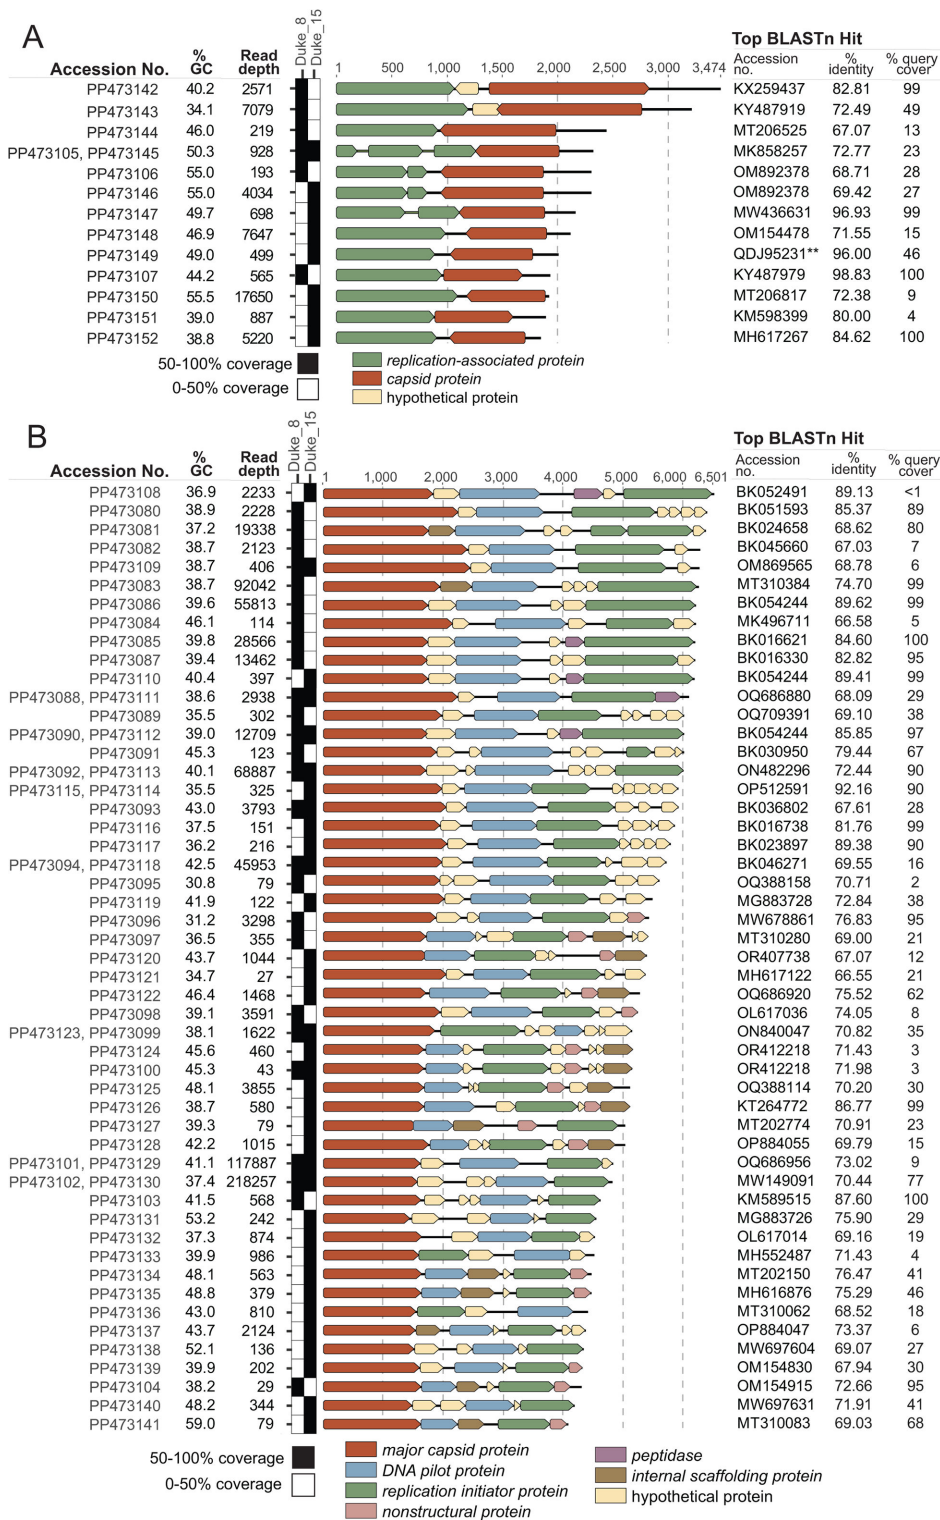 A
Duke_8
Duke_15
Top BLASTn Hit
Accession No. % GC Read depth 1 500 1,000 1,500 2,000 2,500 3,000 3,474 Accession no. % identity % query cover
PP473142 40.2 2571 KX259437 82.81 99
PP473143 34.1 7079 KY487919 72.49 49
PP473144 46.0 219 MT206525 67.07 13
PP473105, PP473145 50.3 928 MK858257 72.77 23
PP473106 55.0 193 OM892378 68.71 28
PP473146 55.0 4034 OM892378 69.42 27
PP473147 49.7 698 MW436631 96.93 99
PP473148 46.9 7647 OM154478 71.55 15
PP473149 49.0 499 QDJ95231** 96.00 46
PP473107 44.2 565 KY487979 98.83 100
PP473150 55.5 17650 MT206817 72.38 9
PP473151 39.0 887 KM598399 80.00 4
PP473152 38.8 5220 MH617267 84.62 100
50-100% coverage
0-50% coverage
replication-associated protein
capsid protein
hypothetical protein
B
Duke_8
Duke_15
Top BLASTn Hit
Accession No. % GC Read depth 1 1,000 2,000 3,000 4,000 5,000 6,000 6,501 Accession no. % identity % query cover
PP473108 36.9 2233 BK052491 89.13 <1
PP473080 38.9 2228 BK051593 85.37 89
PP473081 37.2 19338 BK024658 68.62 80
PP473082 38.7 2123 BK045660 67.03 7
PP473109 38.7 406 OM869565 68.78 6
PP473083 38.7 92042 MT310384 74.70 99
PP473086 39.6 55813 BK054244 89.62 99
PP473084 46.1 114 MK496711 66.58 5
PP473085 39.8 28566 BK016621 84.60 100
PP473087 39.4 13462 BK016330 82.82 95
PP473110 40.4 397 BK054244 89.41 99
PP473088, PP473111 38.6 2938 OQ686880 68.09 29
PP473089 35.5 302 OQ709391 69.10 38
PP473090, PP473112 39.0 12709 BK054244 85.85 97
PP473091 45.3 123 BK030950 79.44 67
PP473092, PP473113 40.1 68887 ON482296 72.44 90
PP473115, PP473114 35.5 325 OP512591 92.16 90
PP473093 43.0 3793 BK036802 67.61 28
PP473116 37.5 151 BK016738 81.76 99
PP473117 36.2 216 BK023897 89.38 90
PP473094, PP473118 42.5 45953 BK046271 69.55 16
PP473095 30.8 79 OQ388158 70.71 2
PP473119 41.9 122 MG883728 72.84 38
PP473096 31.2 3298 MW678861 76.83 95
PP473097 36.5 355 MT310280 69.00 21
PP473120 43.7 1044 OR407738 67.07 12
PP473121 34.7 27 MH617122 66.55 21
PP473122 46.4 1468 OQ686920 75.52 62
PP473098 39.1 3591 OL617036 74.05 8
PP473123, PP473099 38.1 1622 ON840047 70.82 35
PP473124 45.6 460 OR412218 71.43 3
PP473100 45.3 43 OR412218 71.98 3
PP473125 48.1 3855 OQ388114 70.20 30
PP473126 38.7 580 KT264772 86.77 99
PP473127 39.3 79 MT202774 70.91 23
PP473128 42.2 1015 OP884055 69.79 15
PP473101, PP473129 41.1 117887 OQ686956 73.02 9
PP473102, PP473130 37.4 218257 MW149091 70.44 77
PP473103 41.5 568 KM589515 87.60 100
PP473131 53.2 242 MG883726 75.90 29
PP473132 37.3 874 OL617014 69.16 19
PP473133 39.9 986 MH552487 71.43 4
PP473134 48.1 563 MT202150 76.47 41
PP473135 48.8 379 MH616876 75.29 46
PP473136 43.0 810 MT310062 68.52 18
PP473137 43.7 2124 OP884047 73.37 6
PP473138 52.1 136 MW697604 69.07 27
PP473139 39.9 202 OM154830 67.94 30
PP473104 38.2 29 OM154915 72.66 95
PP473140 48.2 344 MW697631 71.91 41
PP473141 59.0 79 MT310083 69.03 68
50-100% coverage
0-50% coverage
major capsid protein
DNA pilot protein
replication initiator protein
nonstructural protein
peptidase
internal scaffolding protein
hypothetical protein